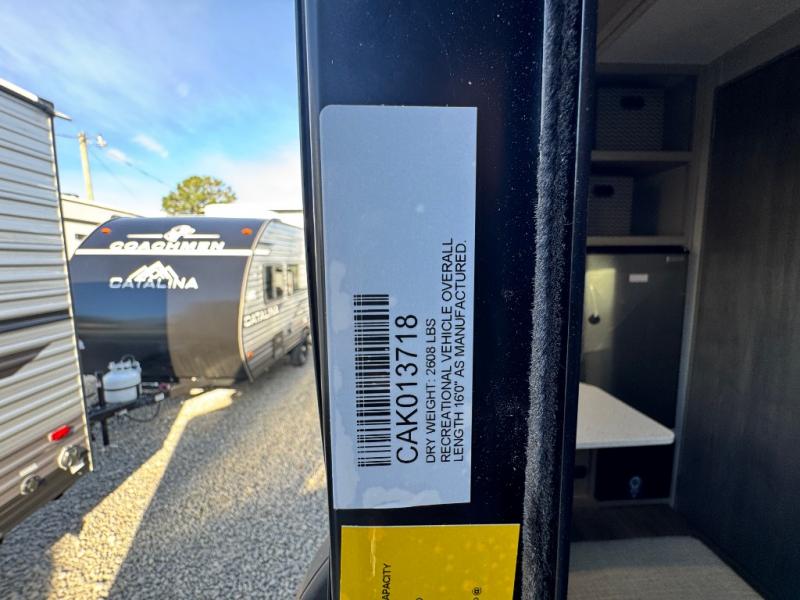 COACHMEN
CATALINA
CATALINA
CAK013718
DRY WEIGHT: 2608 LBS
RECREATIONAL VEHICLE OVERALL
LENGTH 16'0" AS MANUFACTURED.
CAPACITY